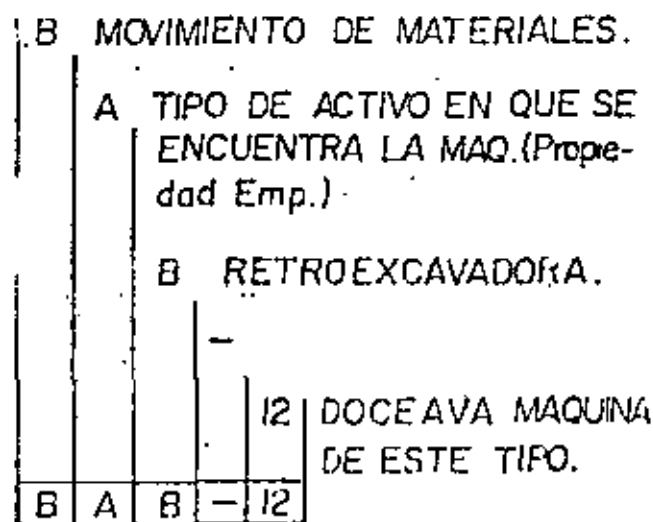 B MOVIMIENTO DE MATERIALES.
A TIPO DE ACTIVO EN QUE SE
ENCUENTRA LA MAQ.(Propie-
dad Emp.)
B RETROEXCAVADORA.
-
12 DOCEAVA MAQUINA
DE ESTE TIPO.
B A B - 12